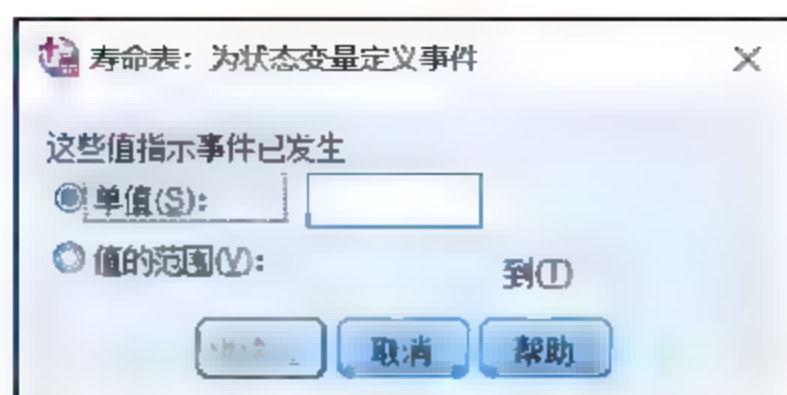 寿命表：为状态变量定义事件
这些值指示事件已发生
单值(S):
值的范围(V):
到(T)
取消 帮助